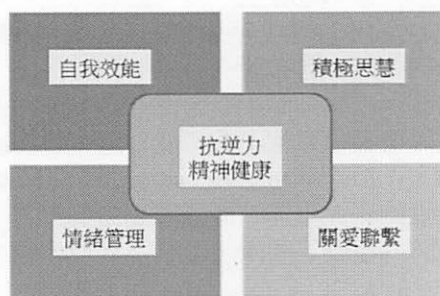 自我效能
積極思慧
抗逆力
精神健康
情緒管理
關愛聯繫